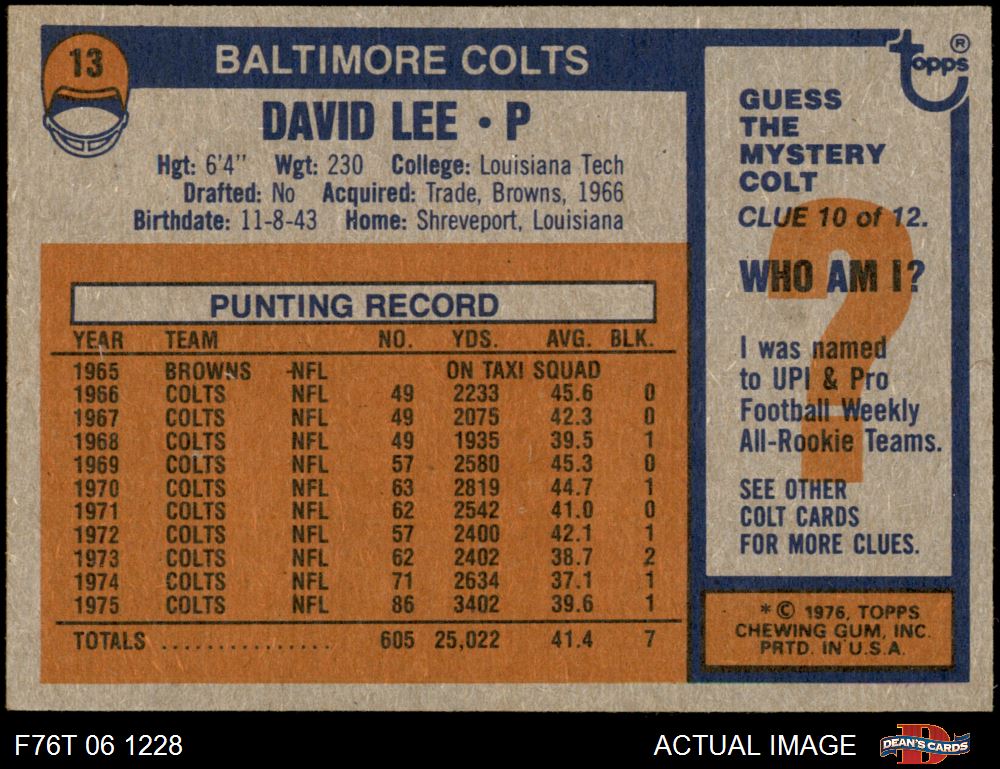 13
BALTIMORE COLTS
DAVID LEE • P
Hgt: 6'4" Wgt: 230 College: Louisiana Tech
Drafted: No Acquired: Trade, Browns, 1966
Birthdate: 11-8-43 Home: Shreveport, Louisiana
PUNTING RECORD
YEAR TEAM NO. YDS. AVG. BLK.
1965 BROWNS -NFL ON TAXI SQUAD
1966 COLTS NFL 49 2233 45.6 0
1967 COLTS NFL 49 2075 42.3 0
1968 COLTS NFL 49 1935 39.5 1
1969 COLTS NFL 57 2580 45.3 0
1970 COLTS NFL 63 2819 44.7 1
1971 COLTS NFL 62 2542 41.0 0
1972 COLTS NFL 57 2400 42.1 1
1973 COLTS NFL 62 2402 38.7 2
1974 COLTS NFL 71 2634 37.1 1
1975 COLTS NFL 86 3402 39.6 1
TOTALS ................ 605 25,022 41.4 7
topps ®
GUESS
THE
MYSTERY
COLT
CLUE 10 of 12.
?
WHO AM I?
I was named
to UPI & Pro
Football Weekly
All-Rookie Teams.
SEE OTHER
COLT CARDS
FOR MORE CLUES.
* © 1976, TOPPS
CHEWING GUM, INC.
PRTD. IN U.S.A.
F76T 06 1228
ACTUAL IMAGE
D
DEAN'S CARDS